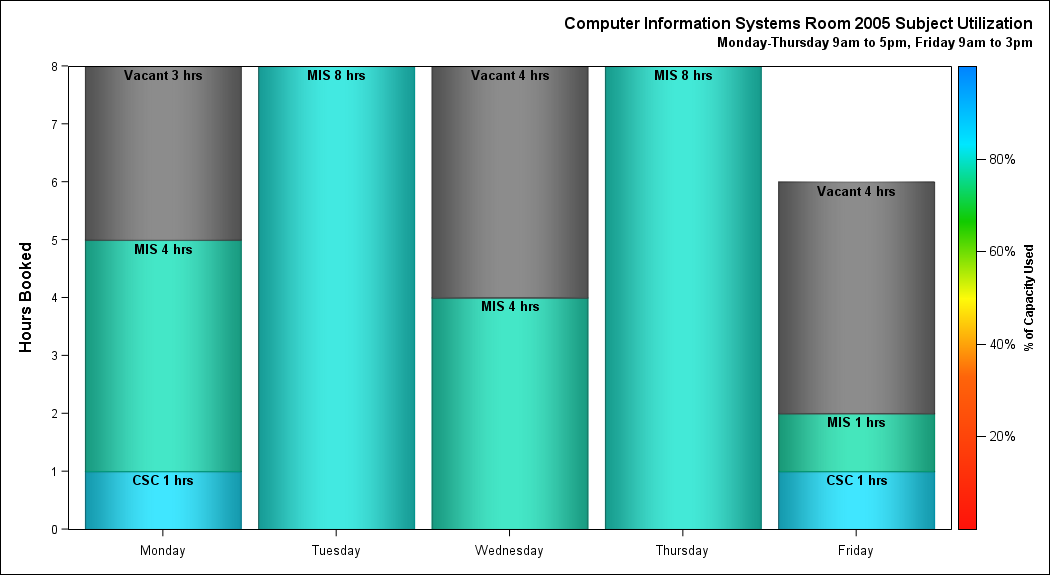 Computer Information Systems Room 2005 Subject Utilization
Monday-Thursday 9am to 5pm, Friday 9am to 3pm
Hours Booked
8
7
6
5
4
3
2
1
0
Vacant 3 hrs
MIS 4 hrs
CSC 1 hrs
MIS 8 hrs
Vacant 4 hrs
MIS 4 hrs
MIS 8 hrs
Vacant 4 hrs
MIS 1 hrs
CSC 1 hrs
Monday
Tuesday
Wednesday
Thursday
Friday
80%
60%
40%
20%
% of Capacity Used